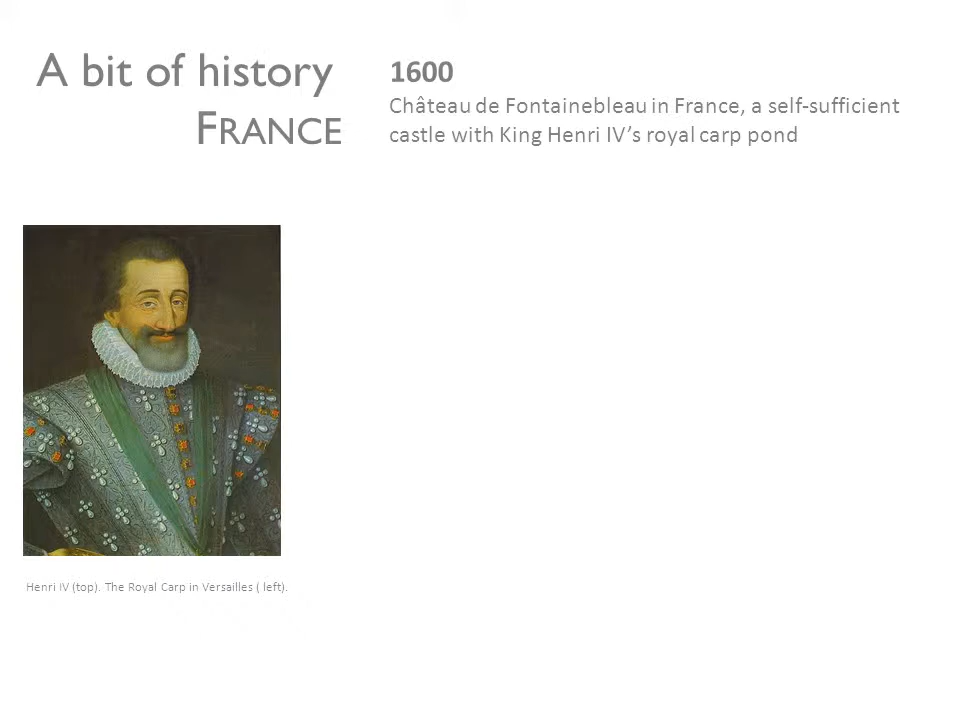 A bit of history
FRANCE
1600
Château de Fontainebleau in France, a self-sufficient
castle with King Henri IV’s royal carp pond
Henri IV (top). The Royal Carp in Versailles ( left).